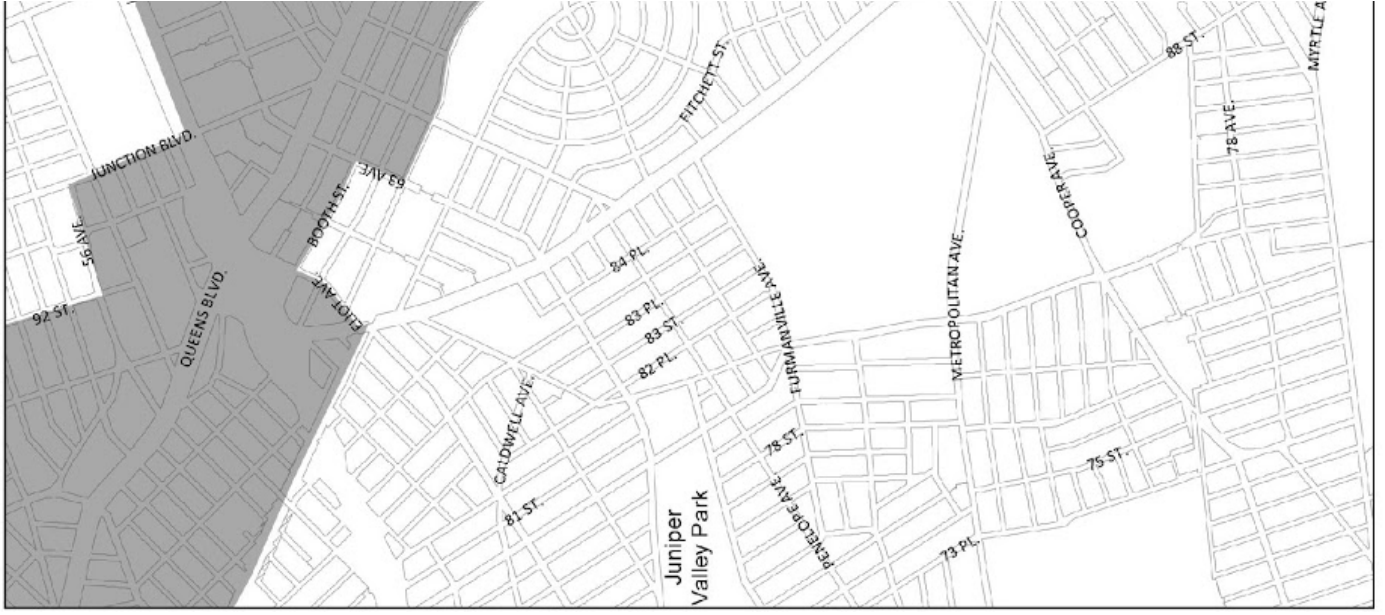 MYRTLE A
88 ST.
FITCHETT ST.
78 AVE.
JUNCTION BLVD.
63 AVE.
COOPER AVE.
BOOTH ST.
56 AVE.
84 PL.
METROPOLITAN AVE.
ELIOT AVE.
FURMANVILLE AVE.
92 ST.
QUEENS BLVD.
83 PL.
83 ST.
82 PL.
CALDWELL AVE.
78 ST.
75 ST.
81 ST.
PENELOPE AVE.
Juniper
Valley Park
73 PL.